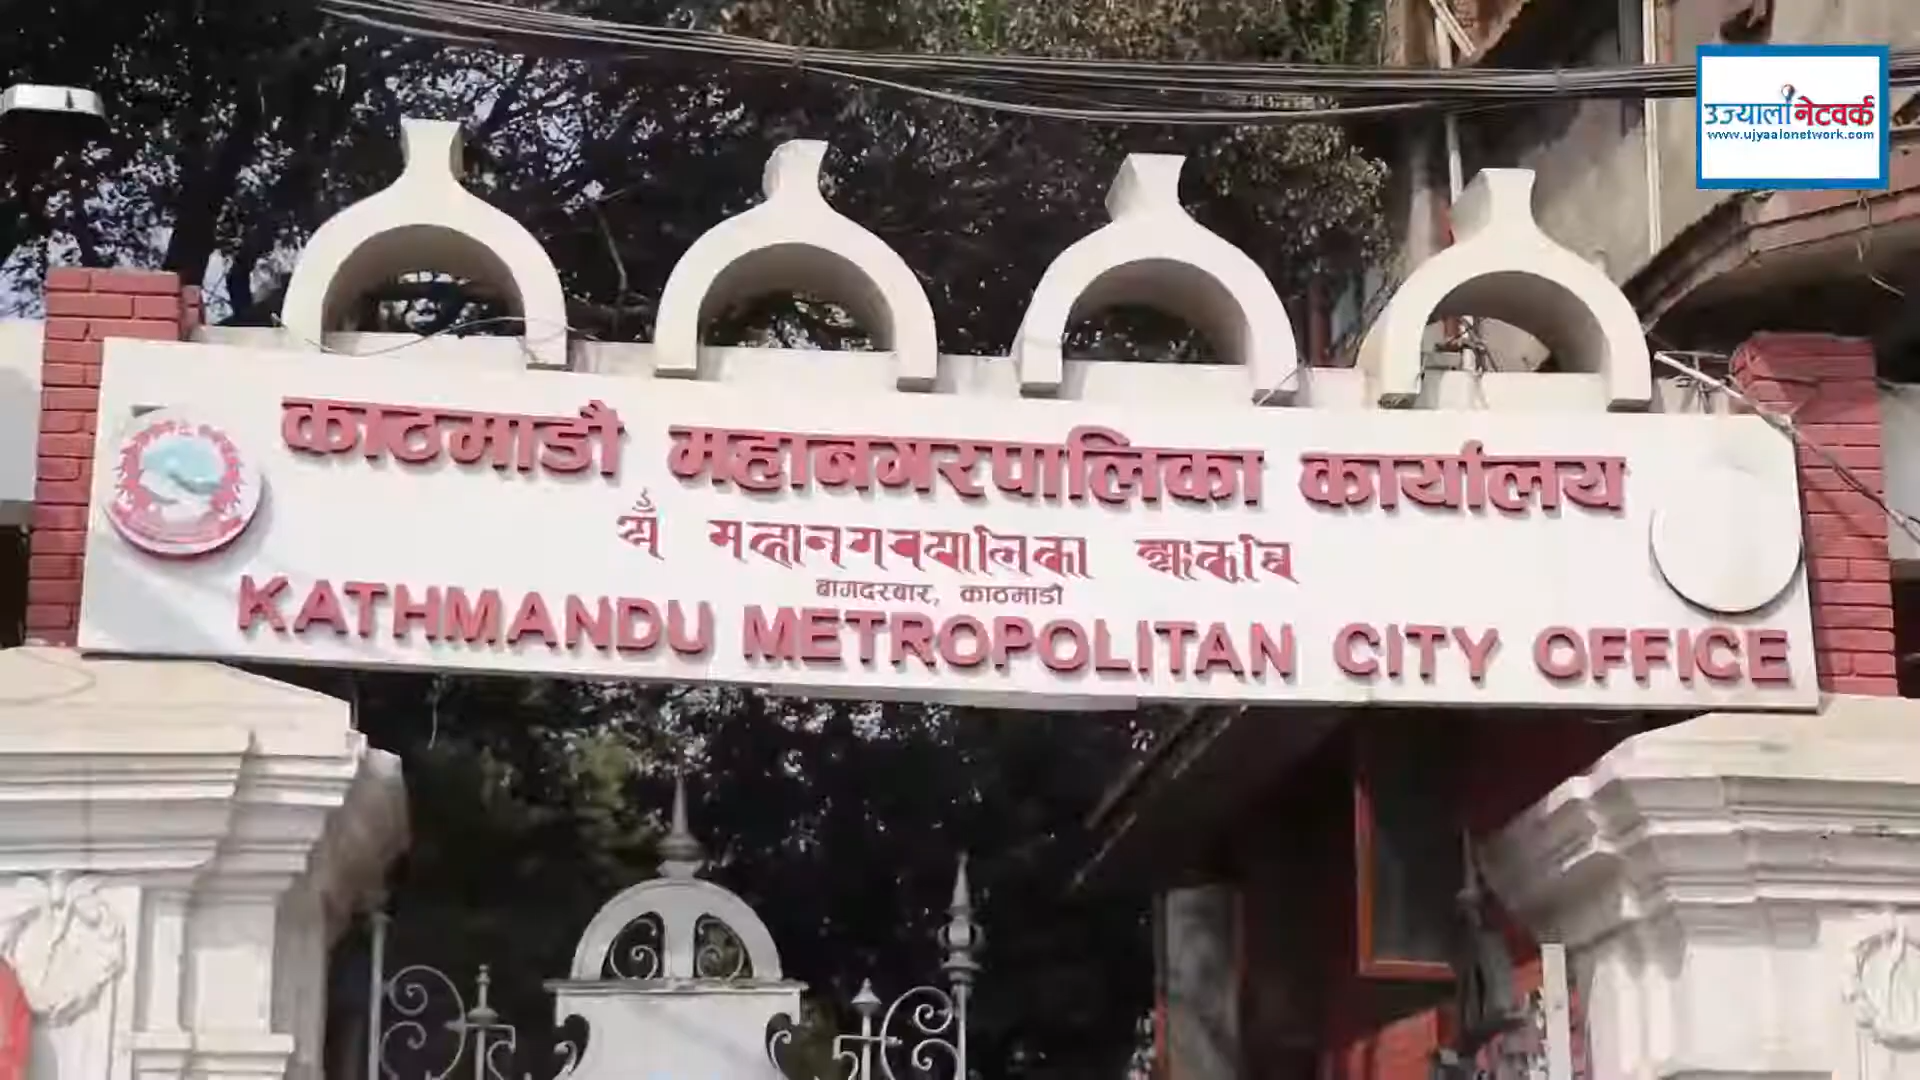 उज्यालो नेटवर्क
www.ujyaalonetwork.com
काठमाडौं महानगरपालिका कार्यालय
बागदरबार, काठमाडौं
KATHMANDU METROPOLITAN CITY OFFICE